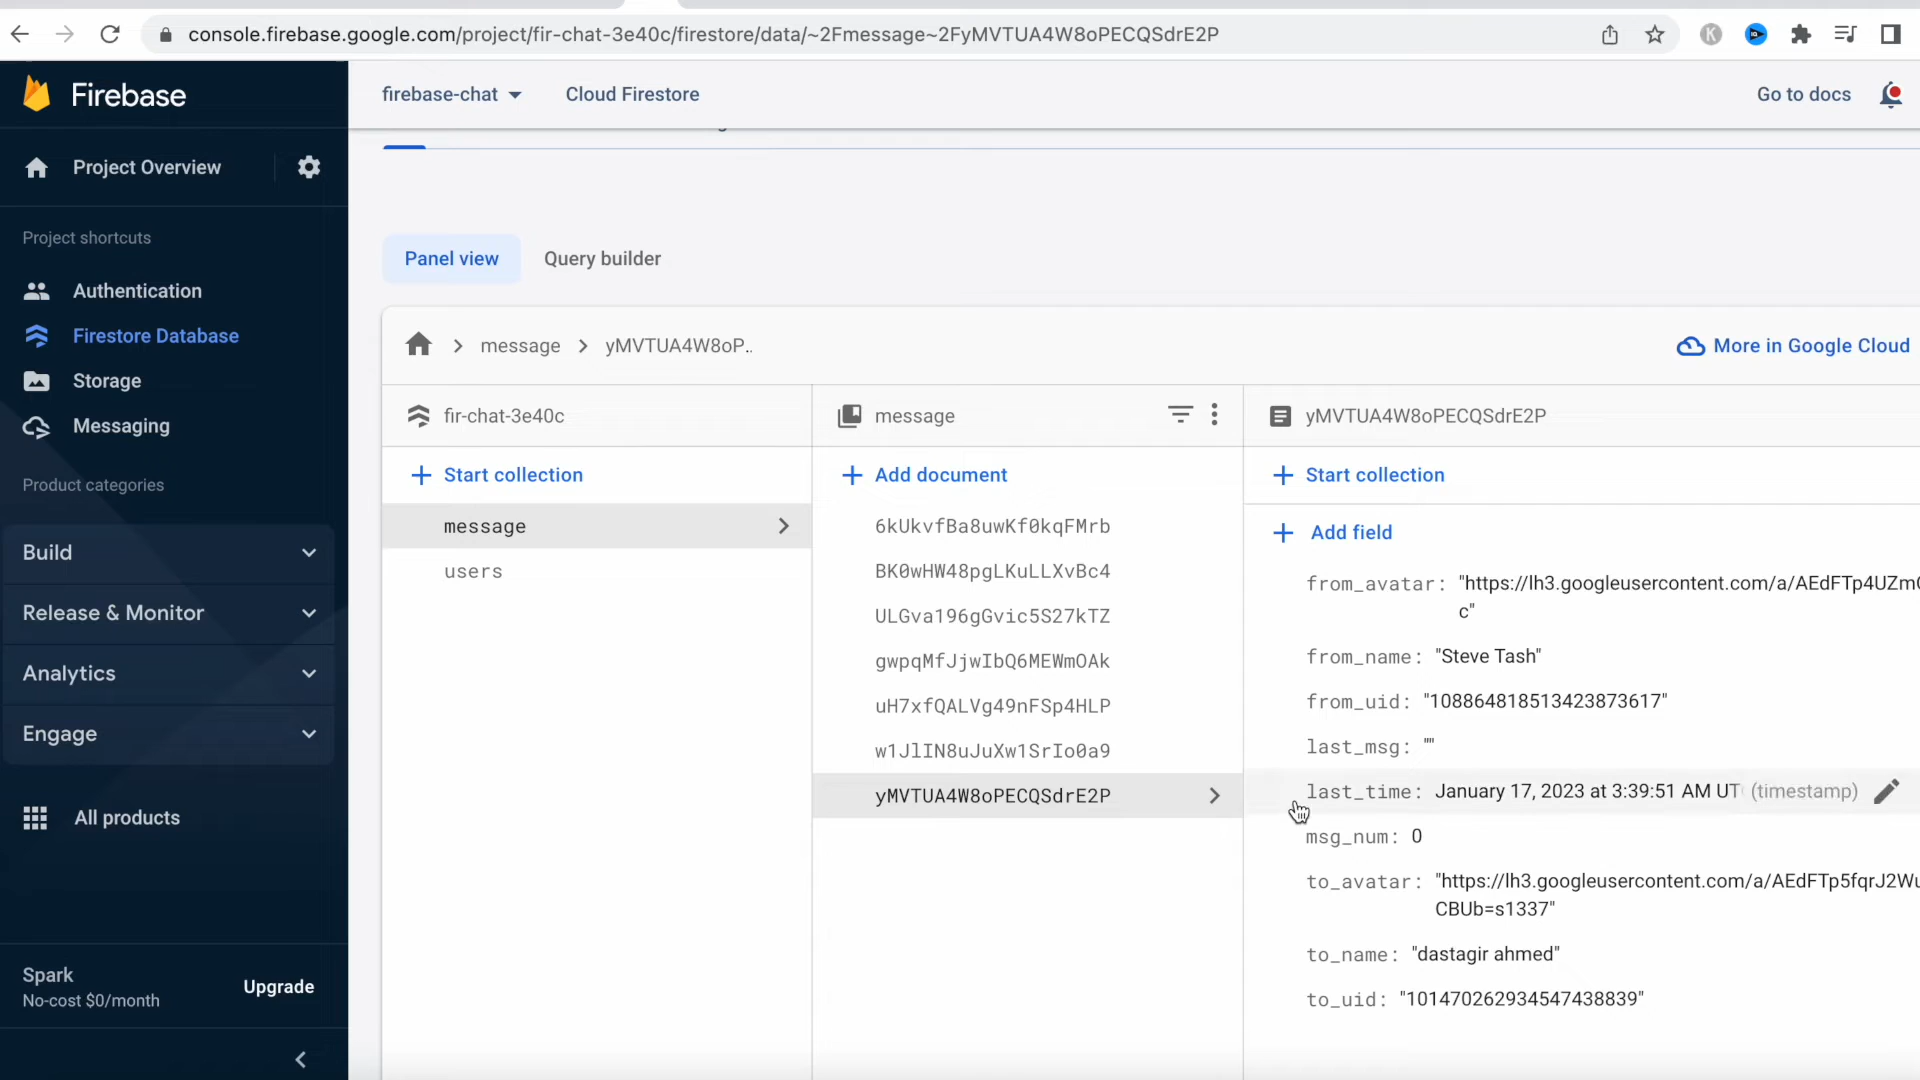 console.firebase.google.com/project/fir-chat-3e40c/firestore/data/~2Fmessage~2FyMVTUA4W8oPECQSdrE2P
Firebase
firebase-chat
Cloud Firestore
Go to docs
Project Overview
Project shortcuts
Authentication
Firestore Database
Storage
Messaging
Product categories
Build
Release & Monitor
Analytics
Engage
All products
Spark
No-cost $0/month
Upgrade
Panel view
Query builder
message
yMVTUA4W8oP..
More in Google Cloud
fir-chat-3e40c
Start collection
message
users
message
Add document
6kUkvfBa8uwKf0kqFMrb
BK0wHW48pgLKuLLXvBc4
ULGva196gGvic5S27kTZ
gwpqMfJjwIbQ6MEWmOAk
uH7xfQALVg49nFSp4HLP
w1JlIN8uJuXw1SrIo0a9
yMVTUA4W8oPECQSdrE2P
yMVTUA4W8oPECQSdrE2P
Start collection
Add field
from_avatar: "https://lh3.googleusercontent.com/a/AEdFTp4UZm
c"
from_name: "Steve Tash"
from_uid: "108864818513423873617"
last_msg: ""
last_time: January 17, 2023 at 3:39:51 AM UT (timestamp)
msg_num: 0
to_avatar: "https://lh3.googleusercontent.com/a/AEdFTp5fqrJ2Wu
CBUb=s1337"
to_name: "dastagir ahmed"
to_uid: "101470262934547438839"